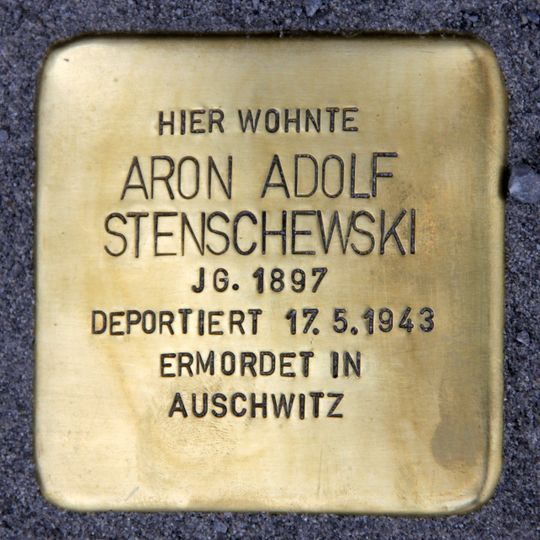 HIER WOHNTE
ARON ADOLF
STENSCHEWSKI
JG. 1897
DEPORTIERT 17. 5. 1943
ERMORDET IN
AUSCHWITZ